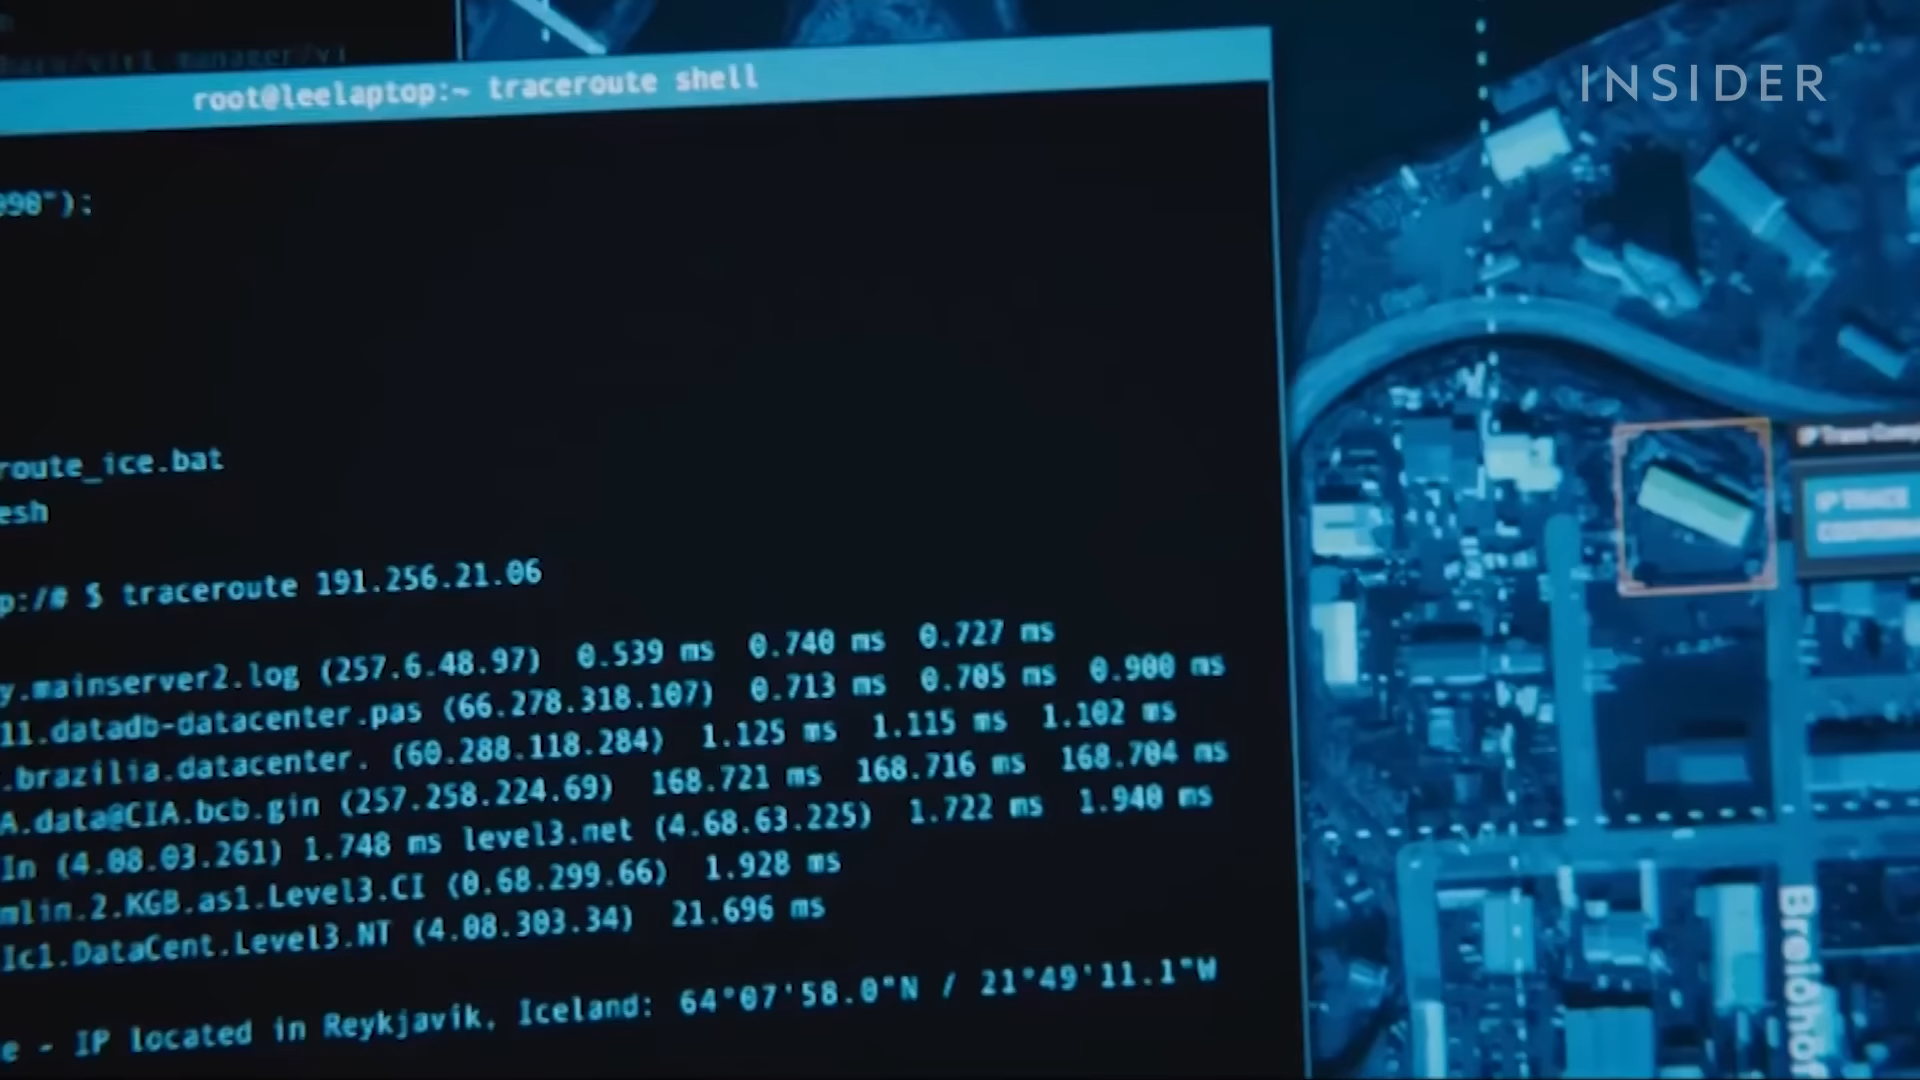 INSIDER
root@leelaptop:~ traceroute shell
090");
route_ice.bat
esh
p:/# $ traceroute 191.256.21.06
y.mainserver2.log (257.6.48.97) 0.539 ms 0.740 ms 0.727 ms
ll.datadb-datacenter.pas (66.278.318.107) 0.713 ms 0.705 ms 0.900 ms
.brazilia.datacenter. (60.288.118.284) 1.125 ms 1.115 ms 1.102 ms
A.data@CIA.bcb.gin (257.258.224.69) 168.721 ms 168.716 ms 168.704 ms
In (4.08.03.261) 1.748 ms level3.net (4.68.63.225) 1.722 ms 1.940 ms
mlin.2.KGB.as1.Level3.CI (0.68.299.66) 1.928 ms
Ic1.DataCent.Level3.NT (4.08.303.34) 21.696 ms
e - IP located in Reykjavik, Iceland: 64°07'58.0"N / 21°49'11.1"W
IP TRACE
Breiðhöf